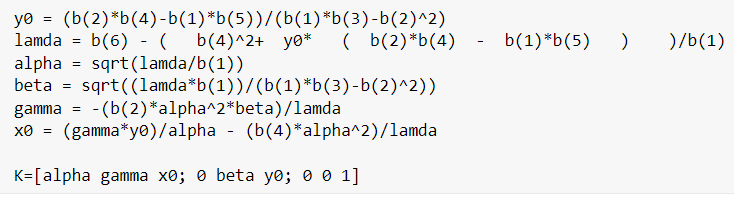 y0 = (b(2)*b(4)-b(1)*b(5))/(b(1)*b(3)-b(2)^2)
lamda = b(6) - (   b(4)^2+  y0*   (  b(2)*b(4)  -  b(1)*b(5)   )    )/b(1)
alpha = sqrt(lamda/b(1))
beta = sqrt((lamda*b(1))/(b(1)*b(3)-b(2)^2))
gamma = -(b(2)*alpha^2*beta)/lamda
x0 = (gamma*y0)/alpha - (b(4)*alpha^2)/lamda
K=[alpha gamma x0; 0 beta y0; 0 0 1]